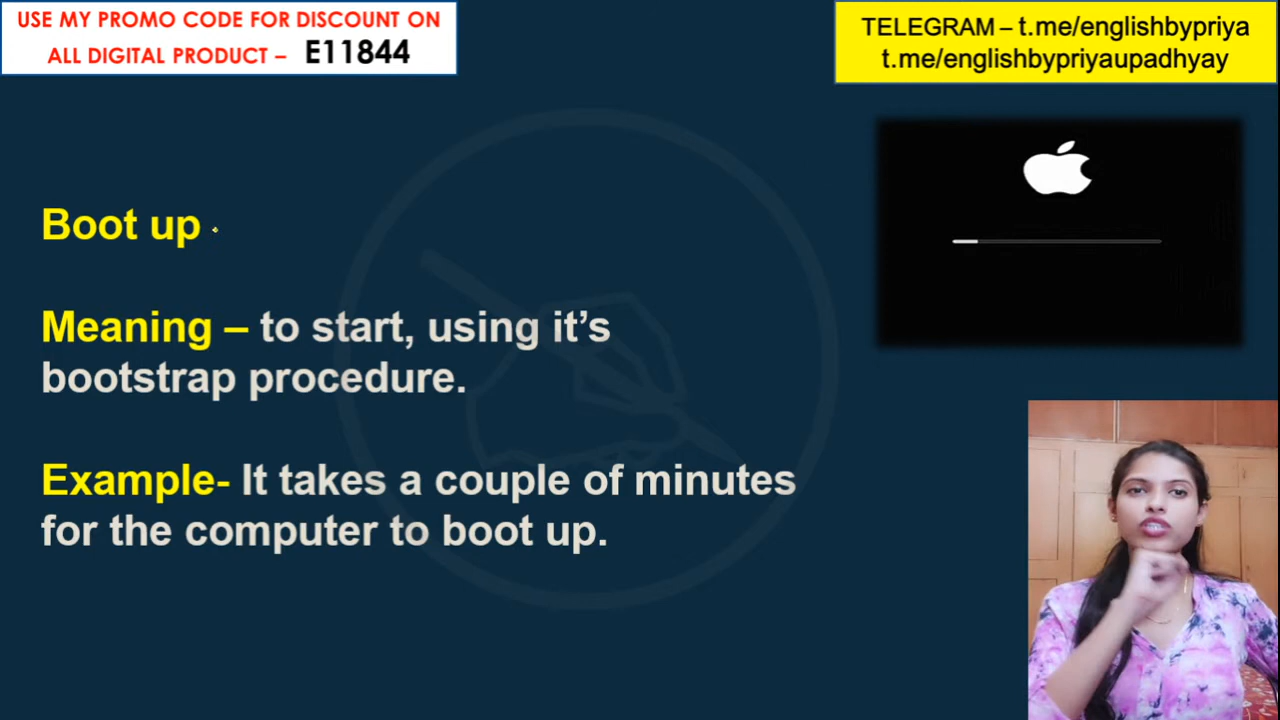 USE MY PROMO CODE FOR DISCOUNT ON
ALL DIGITAL PRODUCT – E11844
TELEGRAM – t.me/englishbypriya
t.me/englishbypriyaupadhyay
Boot up
Meaning – to start, using it’s
bootstrap procedure.
Example- It takes a couple of minutes
for the computer to boot up.